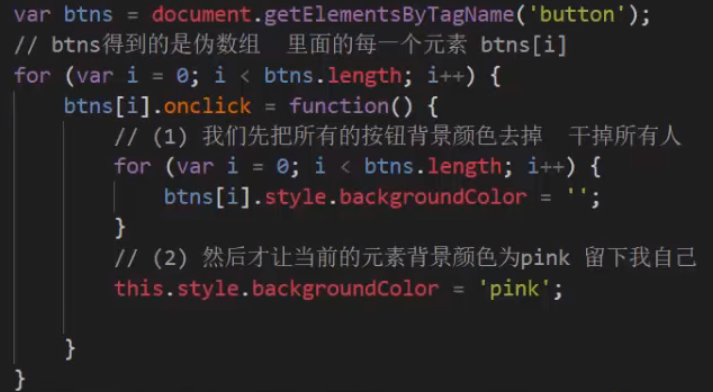 var btns = document.getElementsByTagName('button');
// btns得到的是伪数组  里面的每一个元素 btns[i]
for (var i = 0; i < btns.length; i++) {
    btns[i].onclick = function() {
        // (1) 我们先把所有的按钮背景颜色去掉  干掉所有人
        for (var i = 0; i < btns.length; i++) {
            btns[i].style.backgroundColor = '';
        }
        // (2) 然后才让当前的元素背景颜色为pink 留下我自己
        this.style.backgroundColor = 'pink';
    }
}